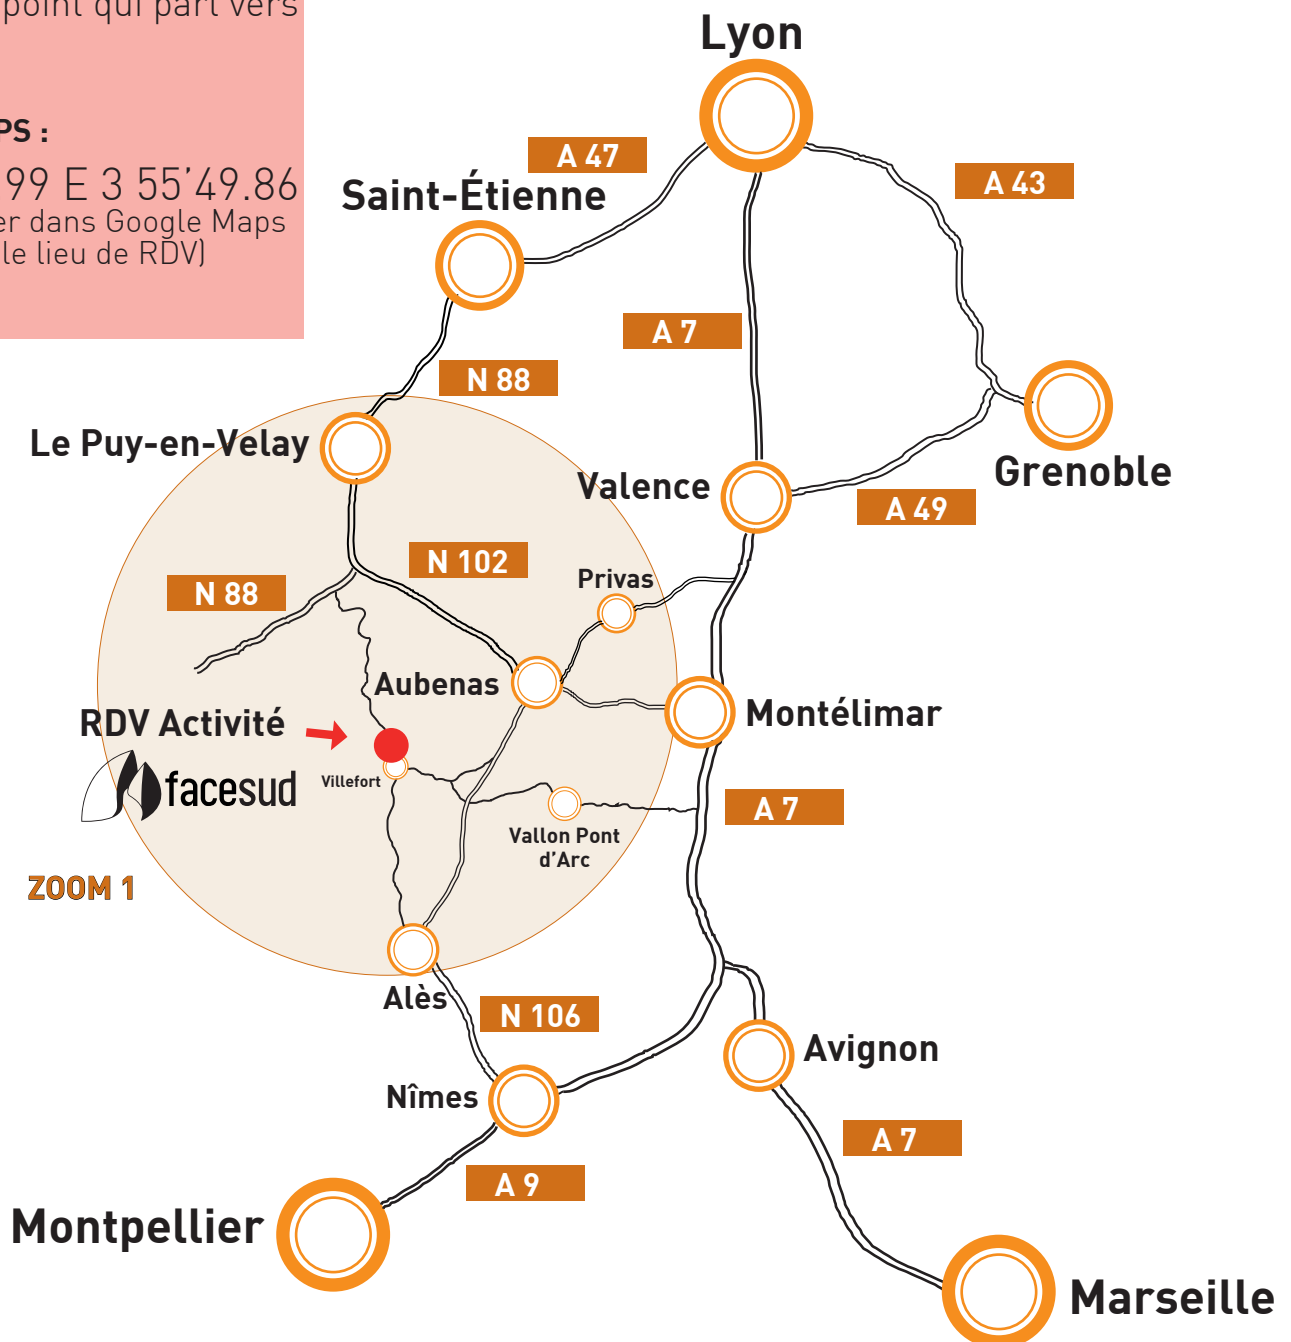 point qui part vers
PS :
99 E 3 55’49.86
er dans Google Maps
le lieu de RDV)
Lyon
A 47
A 43
Saint-Étienne
A 7
N 88
Le Puy-en-Velay
Grenoble
Valence
A 49
N 102
Privas
N 88
Aubenas
RDV Activité
Montélimar
Villefort
facesud
A 7
Vallon Pont
d’Arc
ZOOM 1
Alès
N 106
Avignon
Nîmes
A 7
A 9
Montpellier
Marseille